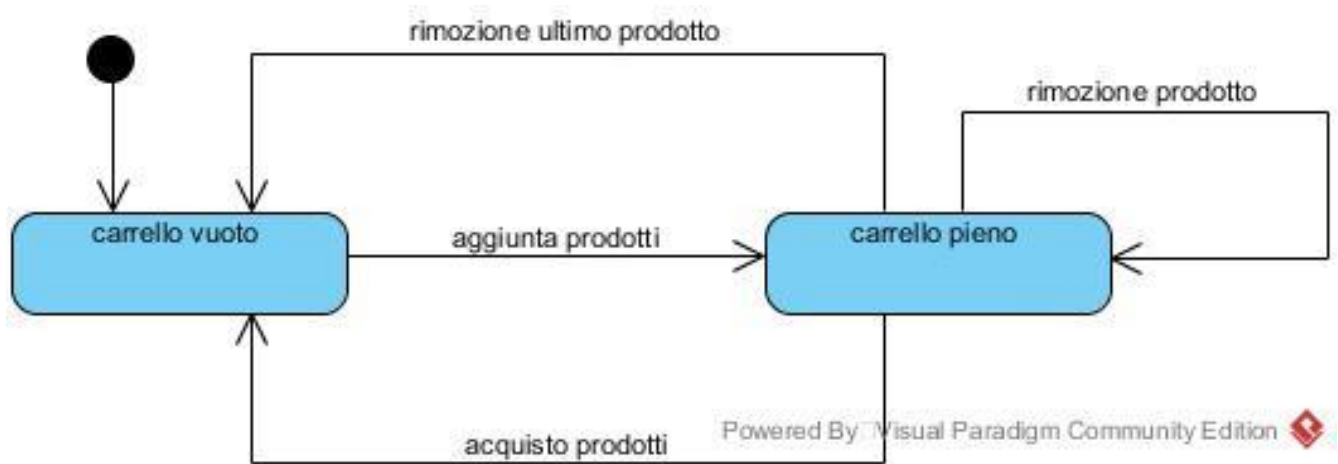 rimozione ultimo prodotto
rimozione prodotto
carrello vuoto
aggiunta prodotti
carrello pieno
acquisto prodotti
Powered By Visual Paradigm Community Edition